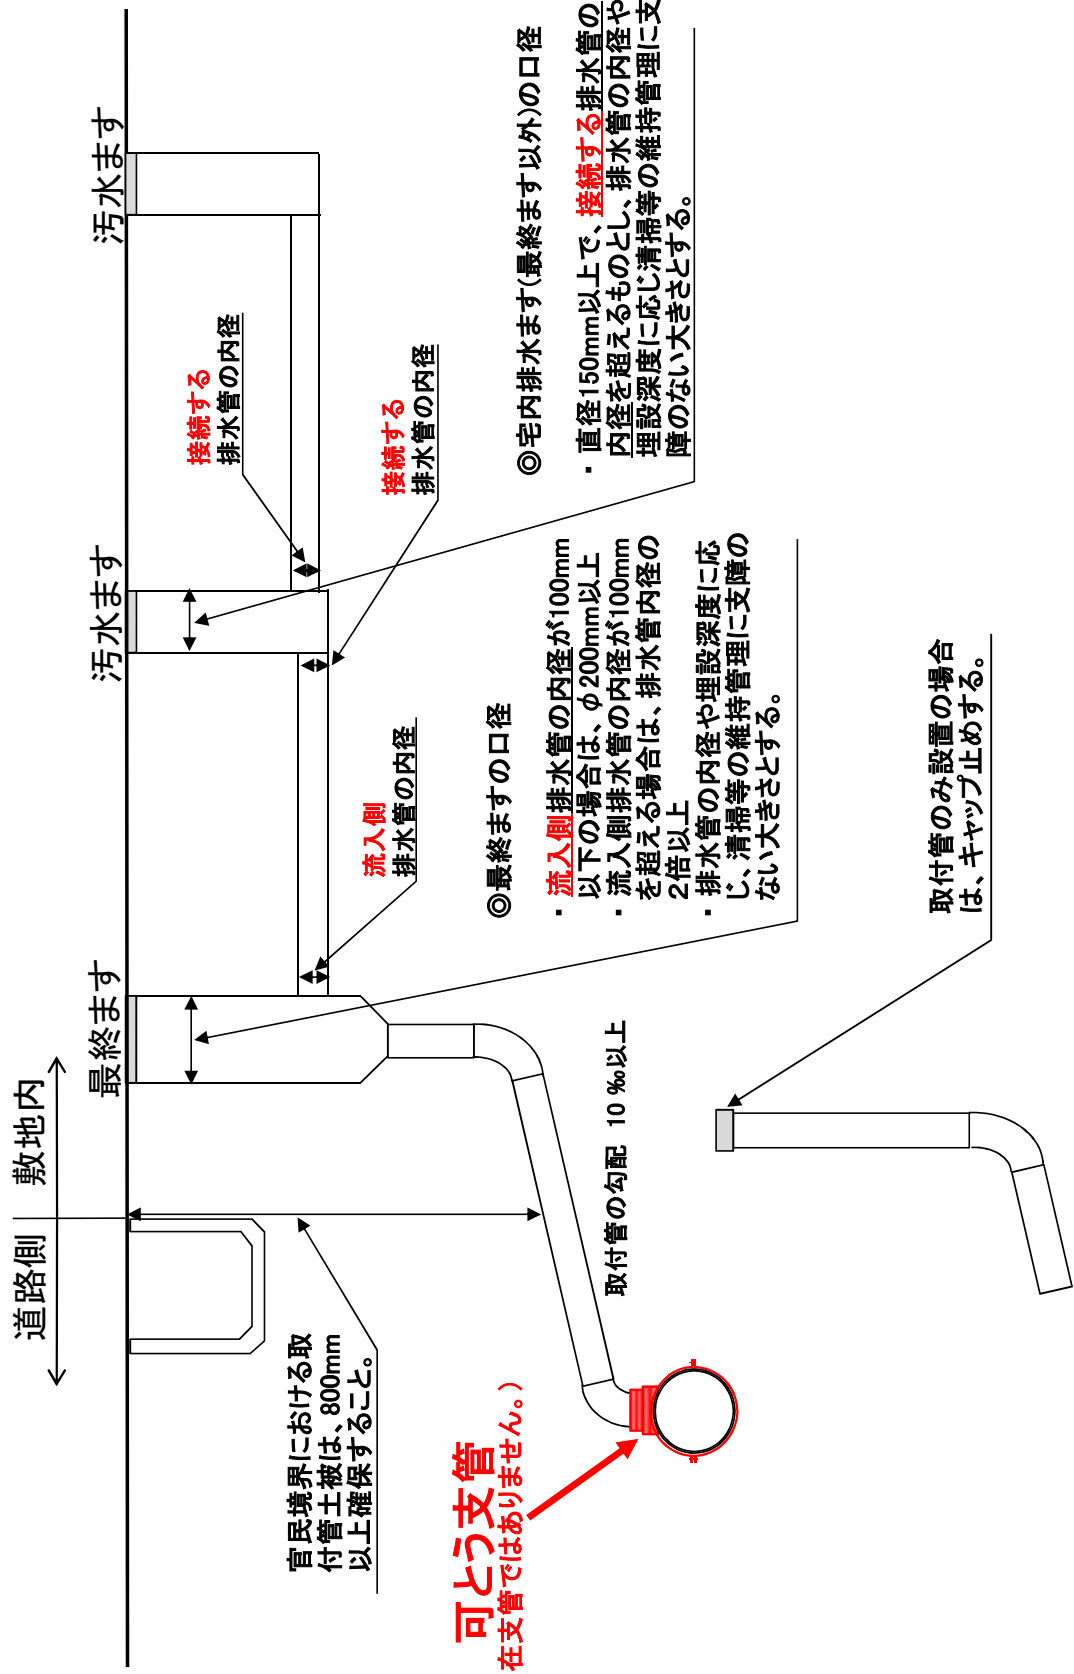 道路側　敷地内
最終ます
汚水ます
汚水ます
官民境界における取
付管土被は、800mm
以上確保すること。
接続する
排水管の内径
接続する
排水管の内径
流入側
排水管の内径
可とう支管
在支管ではありません。）
◎最終ますの口径
・流入側排水管の内径が100mm
以下の場合は、φ200mm以上
・流入側排水管の内径が100mm
を超える場合は、排水管内径の
２倍以上
・排水管の内径や埋設深度に応
じ、清掃等の維持管理に支障の
ない大きさとする。
◎宅内排水ます(最終ます以外)の口径
・直径150mm以上で、接続する排水管の
内径を超えるものとし、排水管の内径や
埋設深度に応じ清掃等の維持管理に支
障のない大きさとする。
取付管の勾配　10 ‰以上
取付管のみ設置の場合
は、キャップ止めする。